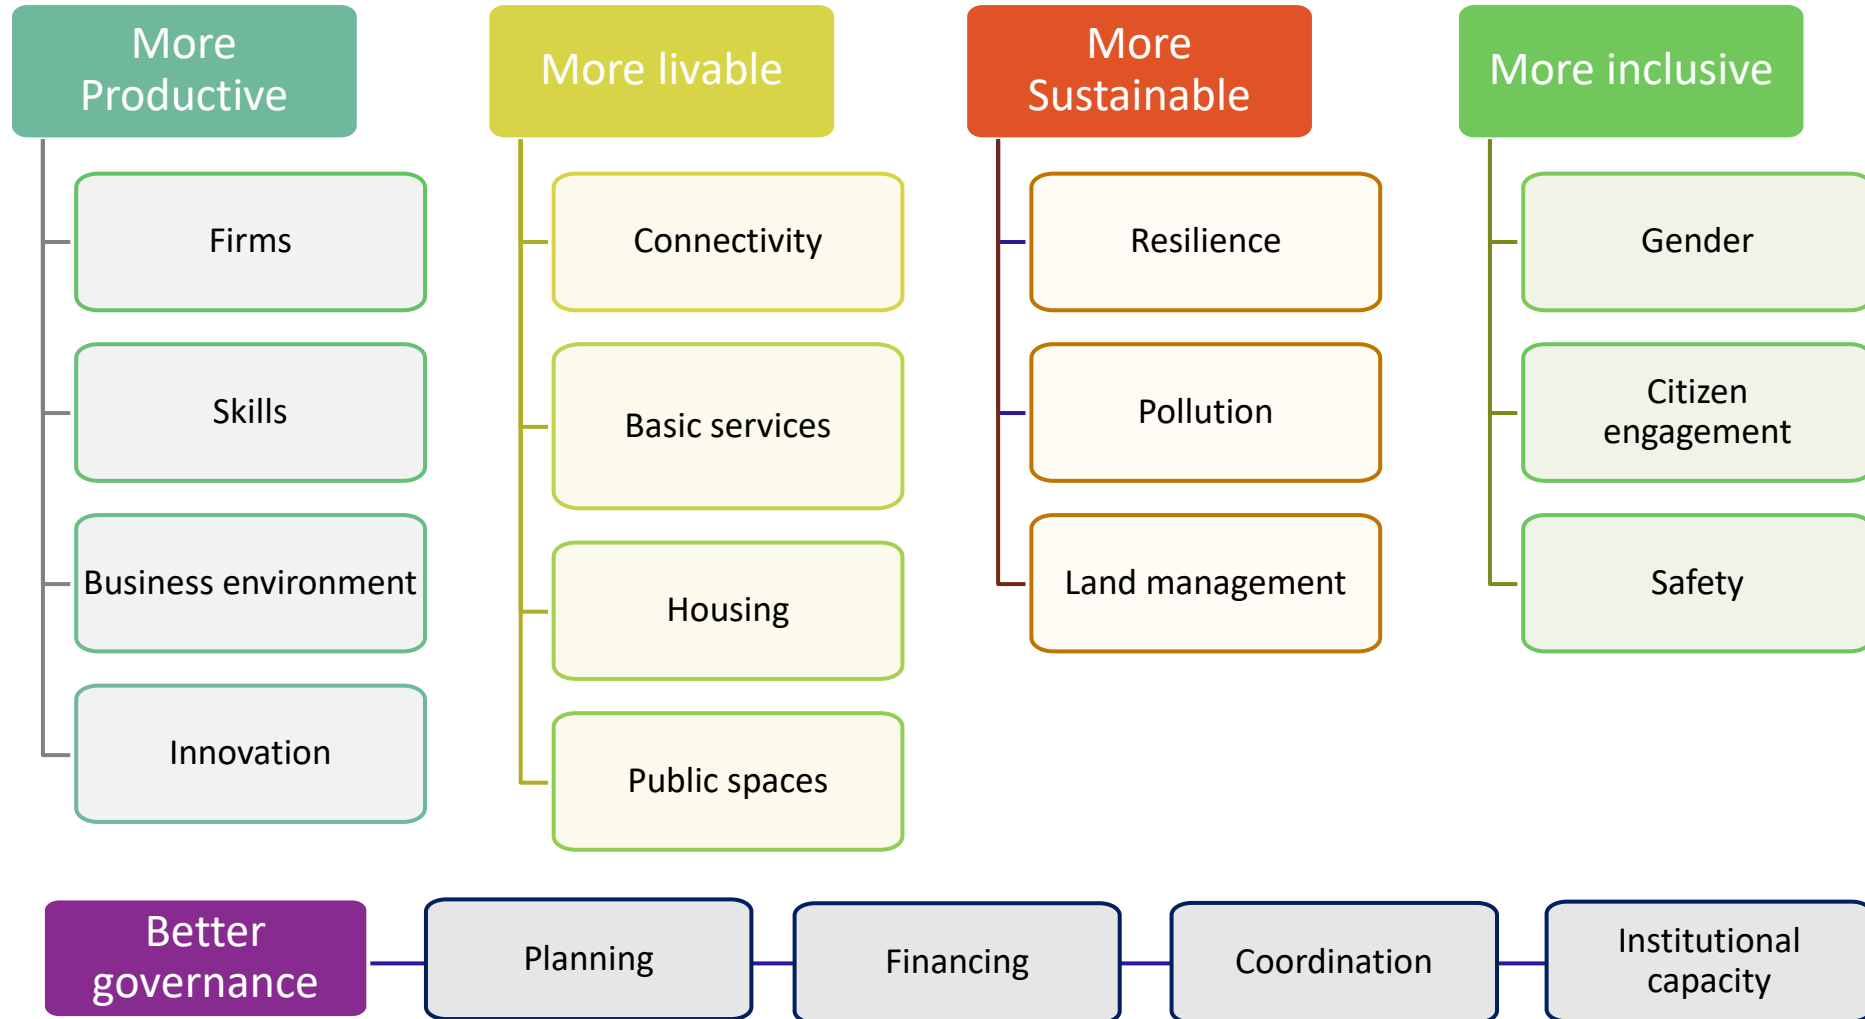 More
Productive
Firms
Skills
Business environment
Innovation
More livable
Connectivity
Basic services
Housing
Public spaces
More
Sustainable
Resilience
Pollution
Land management
More inclusive
Gender
Citizen
engagement
Safety
Better
governance
Planning
Financing
Coordination
Institutional
capacity